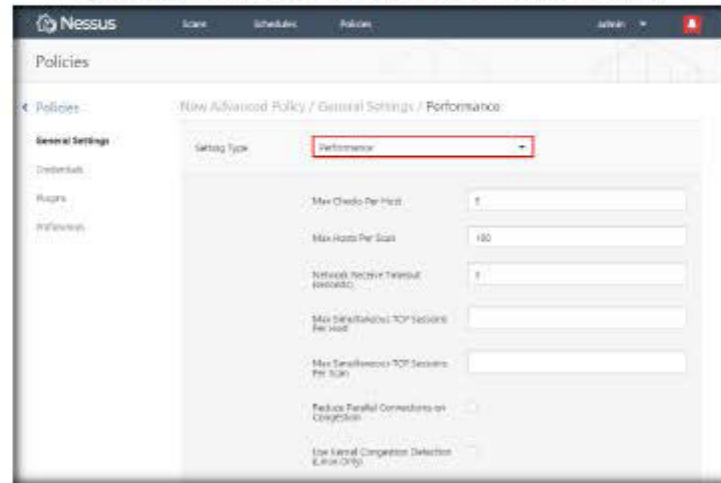 Nessus
Scans Schedules Policies admin
Policies
Policies
New Advanced Policy / General Settings / Performance
General Settings
Setting Type Performance
Credentials
Plugins
Preferences
Max Checks Per Host
Max Hosts Per Scan 100
Network Receive Timeout
(seconds)
Max Simultaneous TCP Sessions
Per Host
Max Simultaneous TCP Sessions
Per Scan
Reduce Parallel Connections on
Congestion
Use Kernel Congestion Detection
(Linux Only)